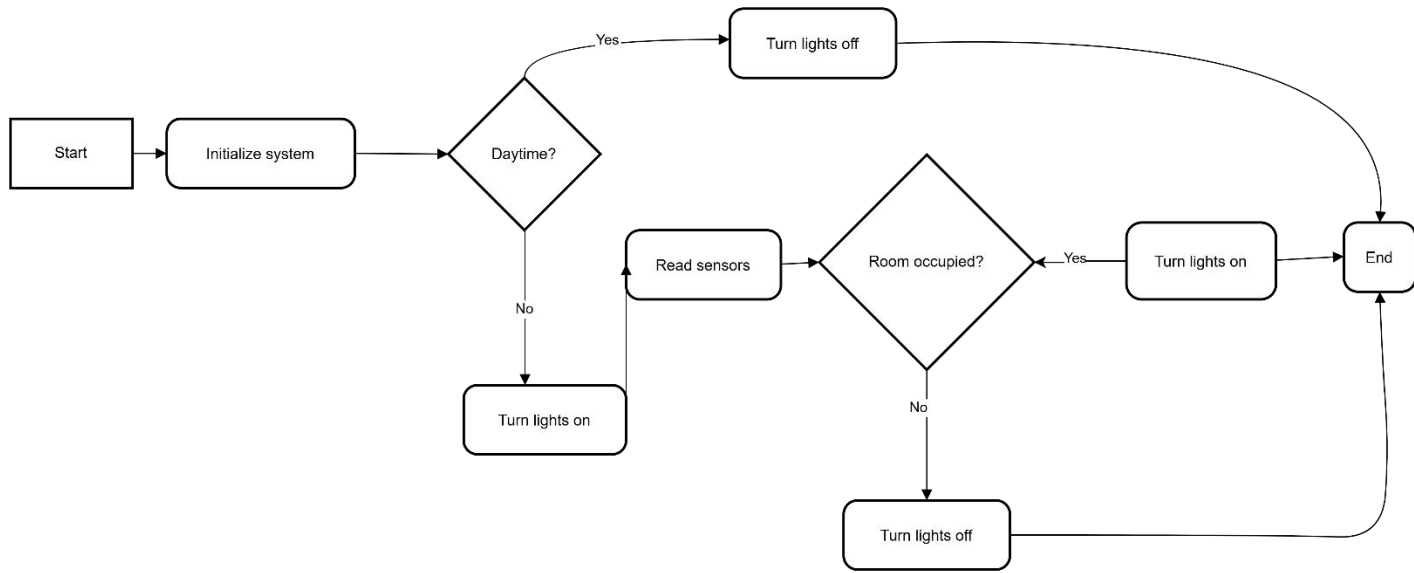 Yes
Turn lights off
Start
Initialize system
Daytime?
Read sensors
Room occupied?
Yes
Turn lights on
End
No
Turn lights on
No
Turn lights off